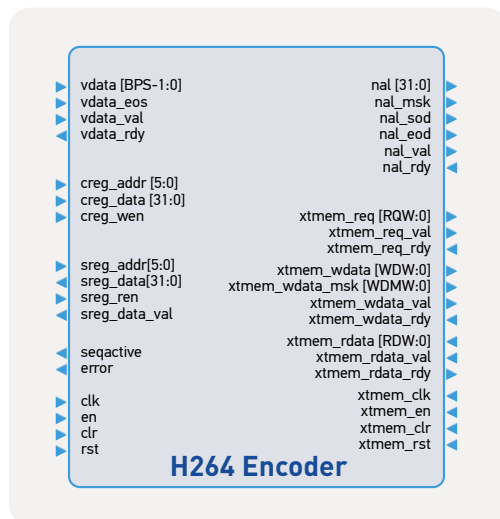 vdata [BPS-1:0]
vdata_eos
vdata_val
vdata_rdy
creg_addr [5:0]
creg_data [31:0]
creg_wen
sreg_addr[5:0]
sreg_data[31:0]
sreg_ren
sreg_data_val
seqactive
error
clk
en
clr
rst
nal [31:0]
nal_msk
nal_sod
nal_eod
nal_val
nal_rdy
xtmem_req [RQW:0]
xtmem_req_val
xtmem_req_rdy
xtmem_wdata [WDW:0]
xtmem_wdata_msk [WDMW:0]
xtmem_wdata_val
xtmem_wdata_rdy
xtmem_rdata [RDW:0]
xtmem_rdata_val
xtmem_rdata_rdy
xtmem_clk
xtmem_en
xtmem_clr
xtmem_rst
H264 Encoder